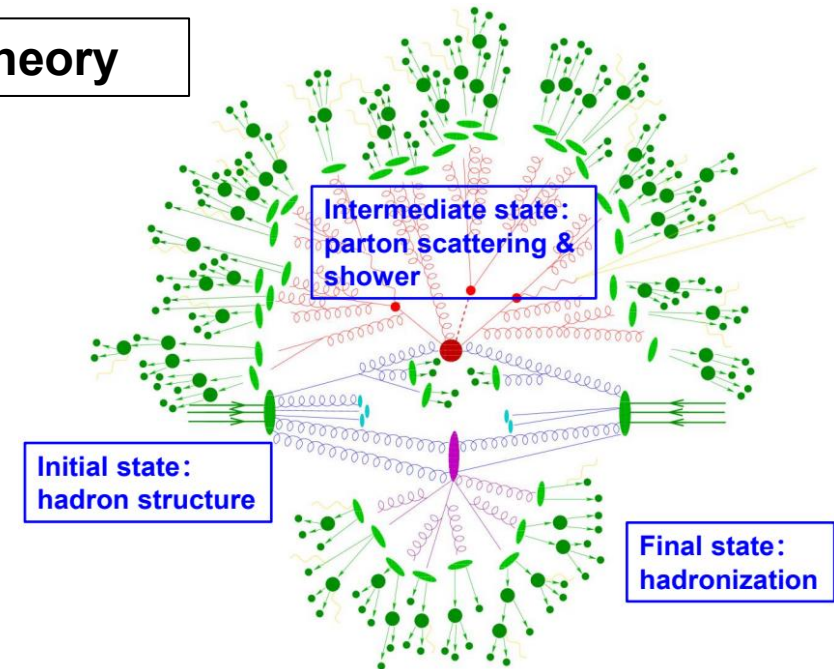 heory
Intermediate state:
parton scattering &
shower
Initial state:
hadron structure
Final state:
hadronization